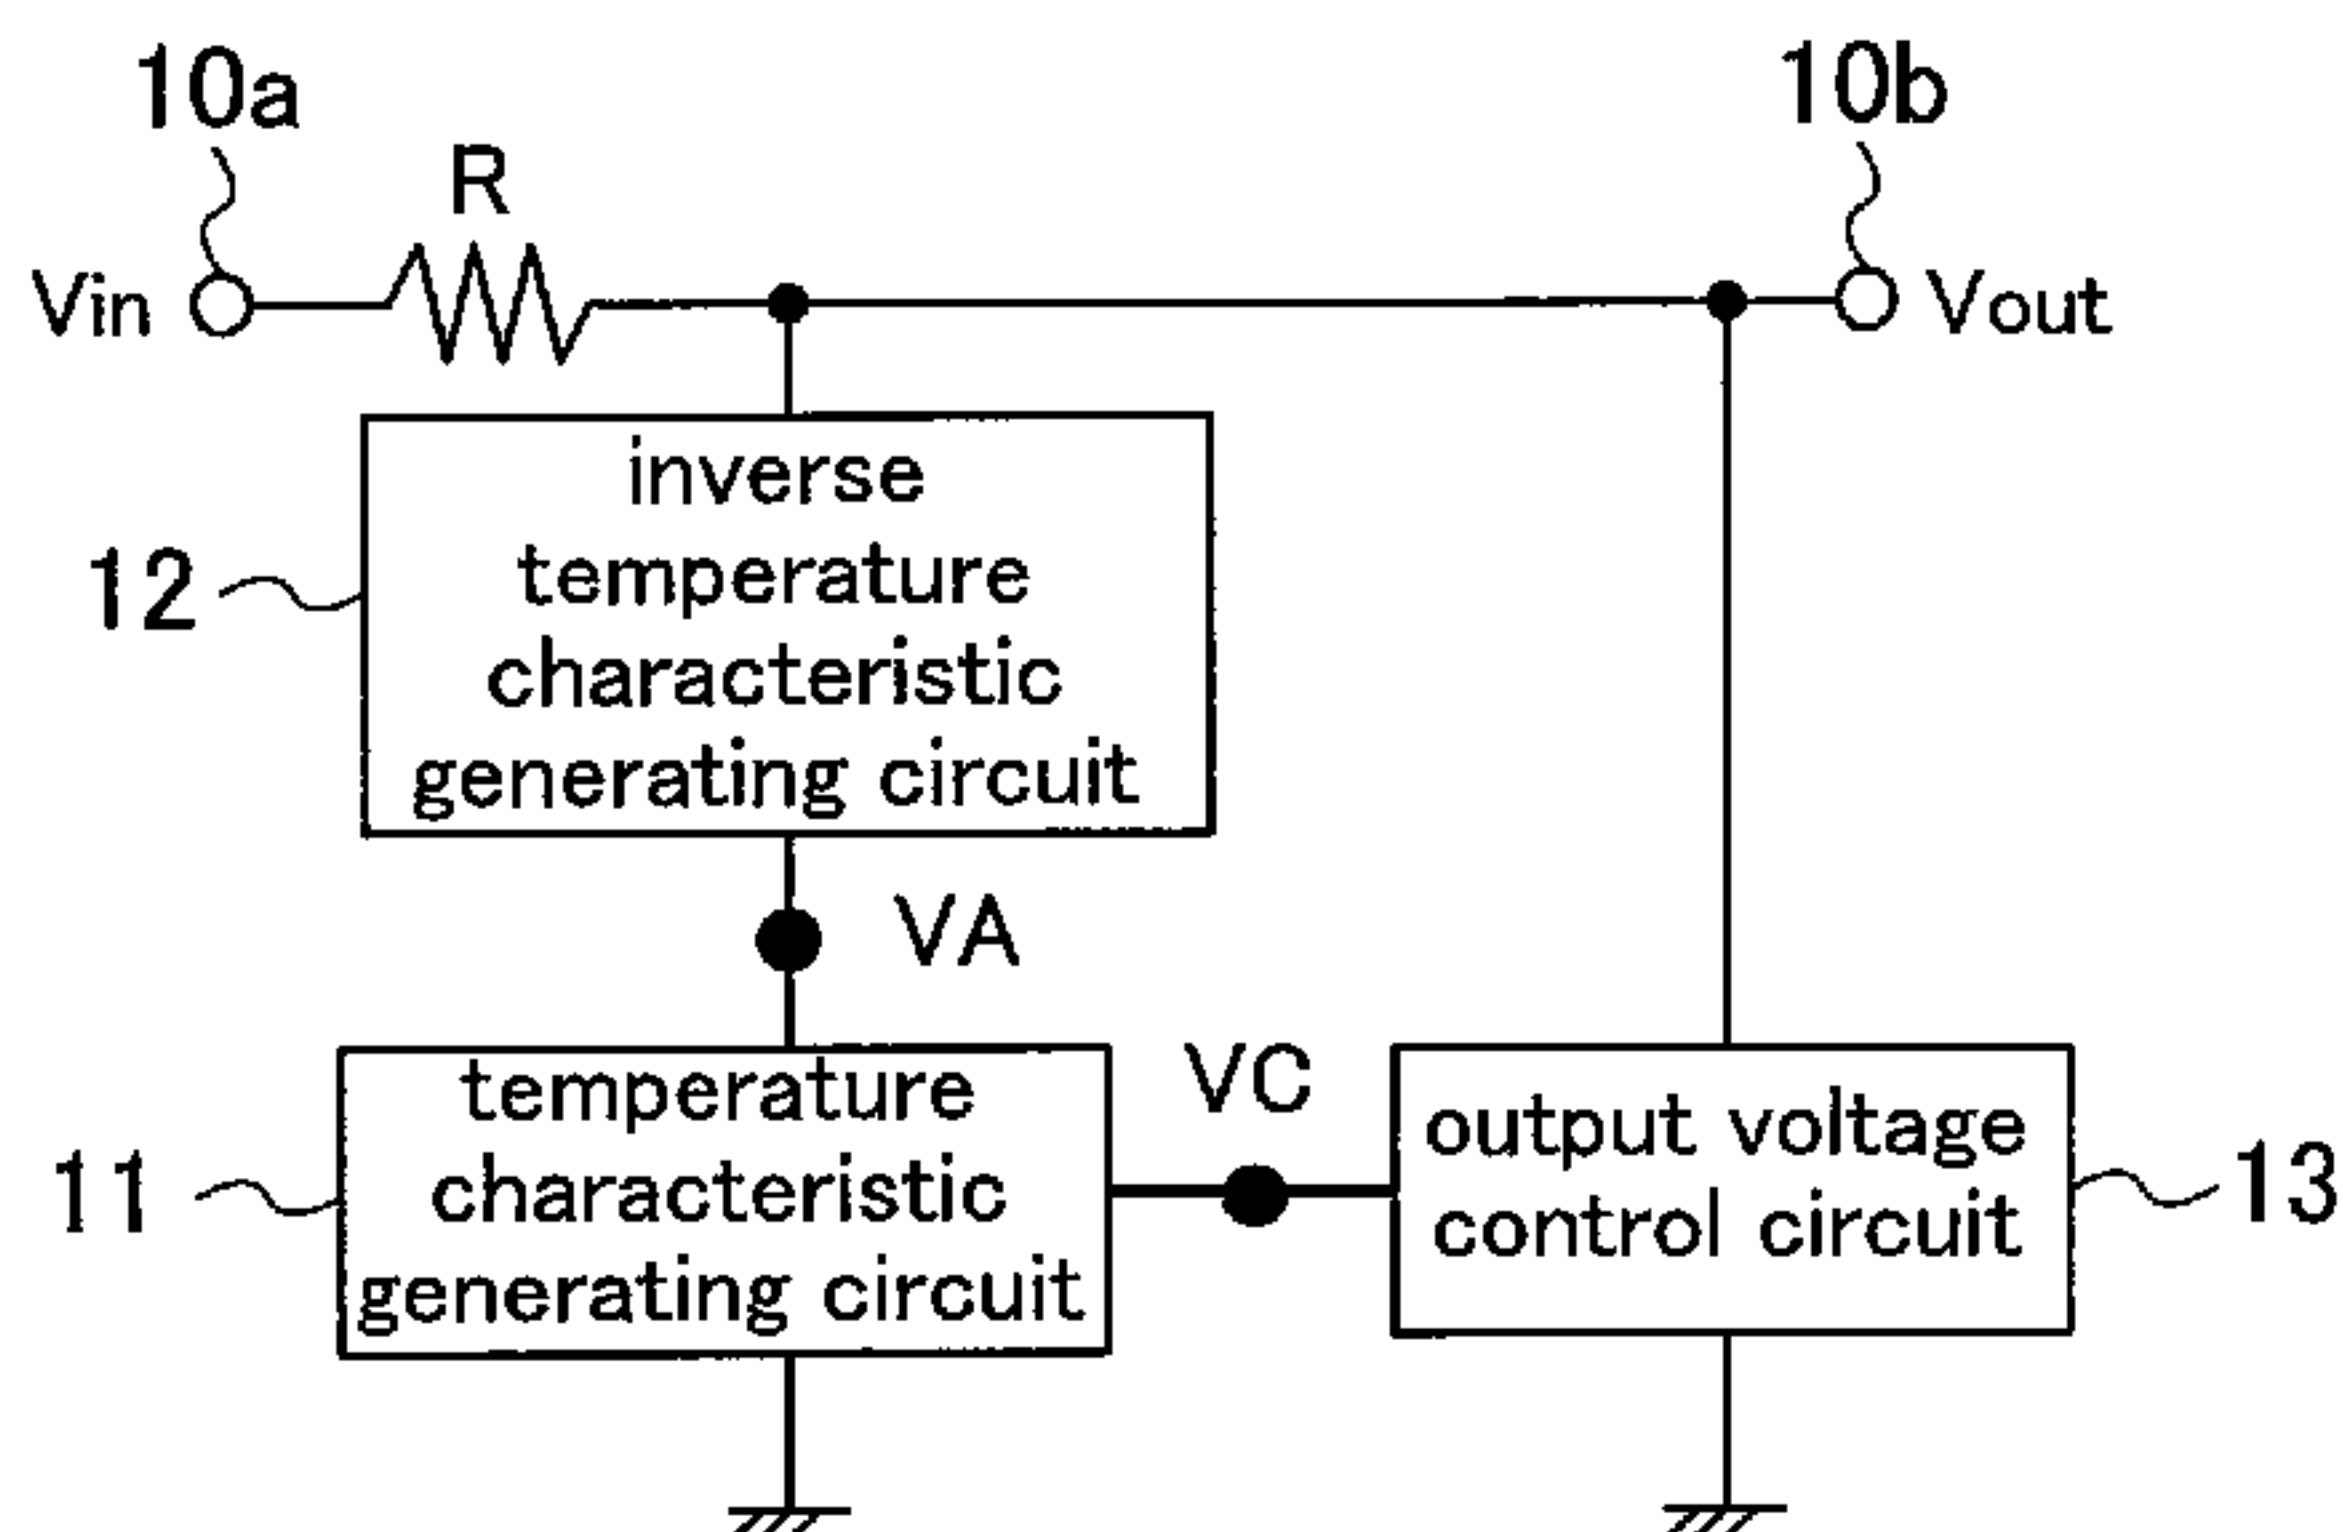 10a
10b
R
Vin
Vout
inverse
temperature
characteristic
generating circuit
12
VA
temperature
characteristic
generating circuit
11
VC
output voltage
control circuit
13